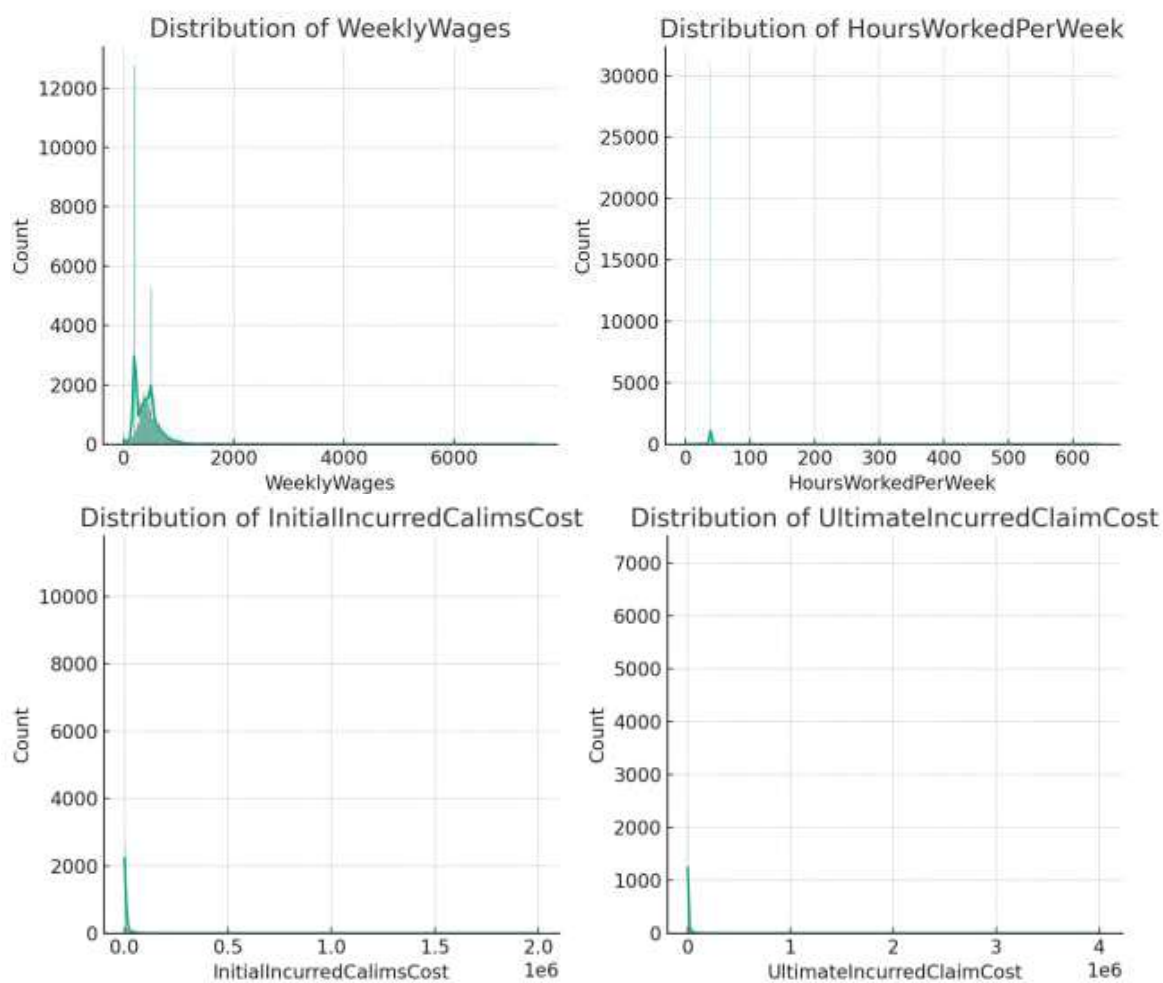 Distribution of WeeklyWages
12000
10000
8000
6000
4000
2000
0
Count
0 2000 4000 6000
WeeklyWages
Distribution of HoursWorkedPerWeek
30000
25000
20000
15000
10000
5000
0
Count
0 100 200 300 400 500 600
HoursWorkedPerWeek
Distribution of InitialIncurredCalimsCost
10000
8000
6000
4000
2000
0
Count
0.0 0.5 1.0 1.5 2.0
1e6
InitialIncurredCalimsCost
Distribution of UltimateIncurredClaimCost
7000
6000
5000
4000
3000
2000
1000
0
Count
0 1 2 3 4
1e6
UltimateIncurredClaimCost